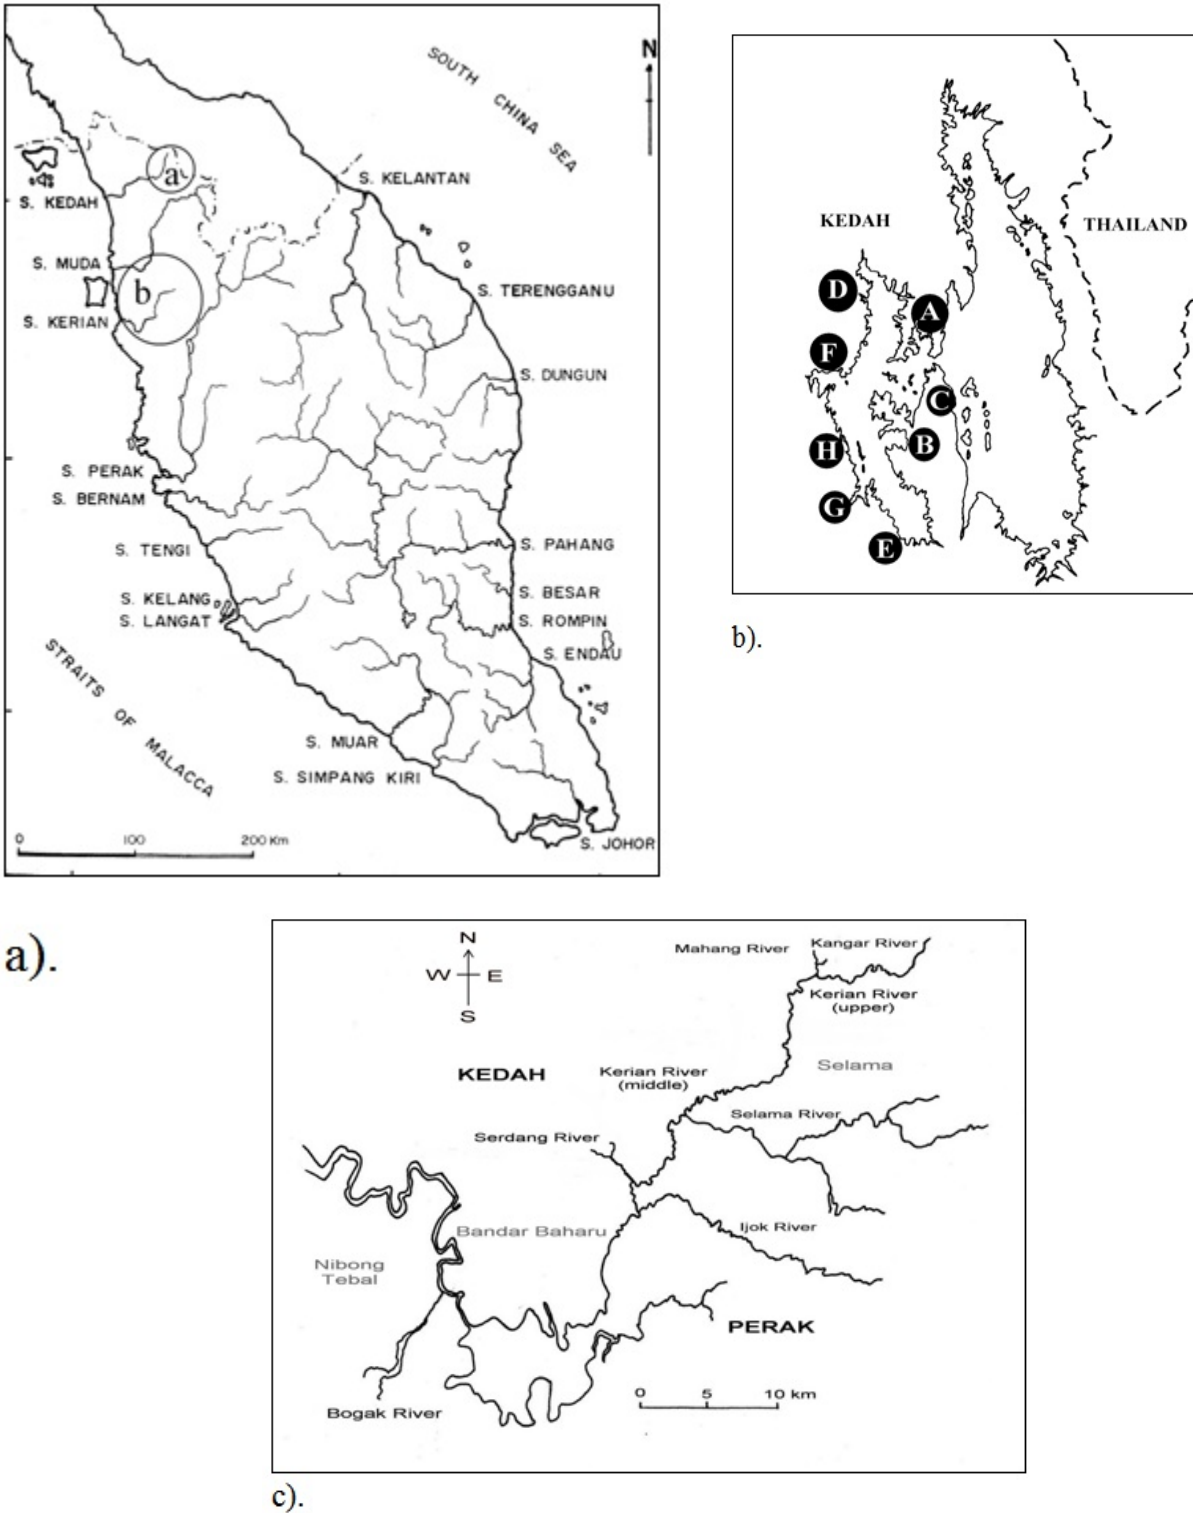 N
SOUTH CHINA SEA
a
S. KELANTAN
S. KEDAH
S. MUDA
b
S. TERENGGANU
S. KERIAN
S. DUNGUN
S. PERAK
S. BERNAM
S. TENGI
S. PAHANG
S. KELANG
S. BESAR
S. LANGAT
S. ROMPIN
S. ENDAU
STRAITS OF MALACCA
S. MUAR
S. SIMPANG KIRI
0 100 200 Km
S. JOHOR
a).
KEDAH
THAILAND
D
A
F
C
B
H
G
E
b).
N
W E
S
Mahang River
Kangar River
Kerian River
(upper)
KEDAH
Kerian River
(middle)
Selama
Selama River
Serdang River
Bandar Baharu
Ijok River
Nibong
Tebal
PERAK
0 5 10 km
Bogak River
c).